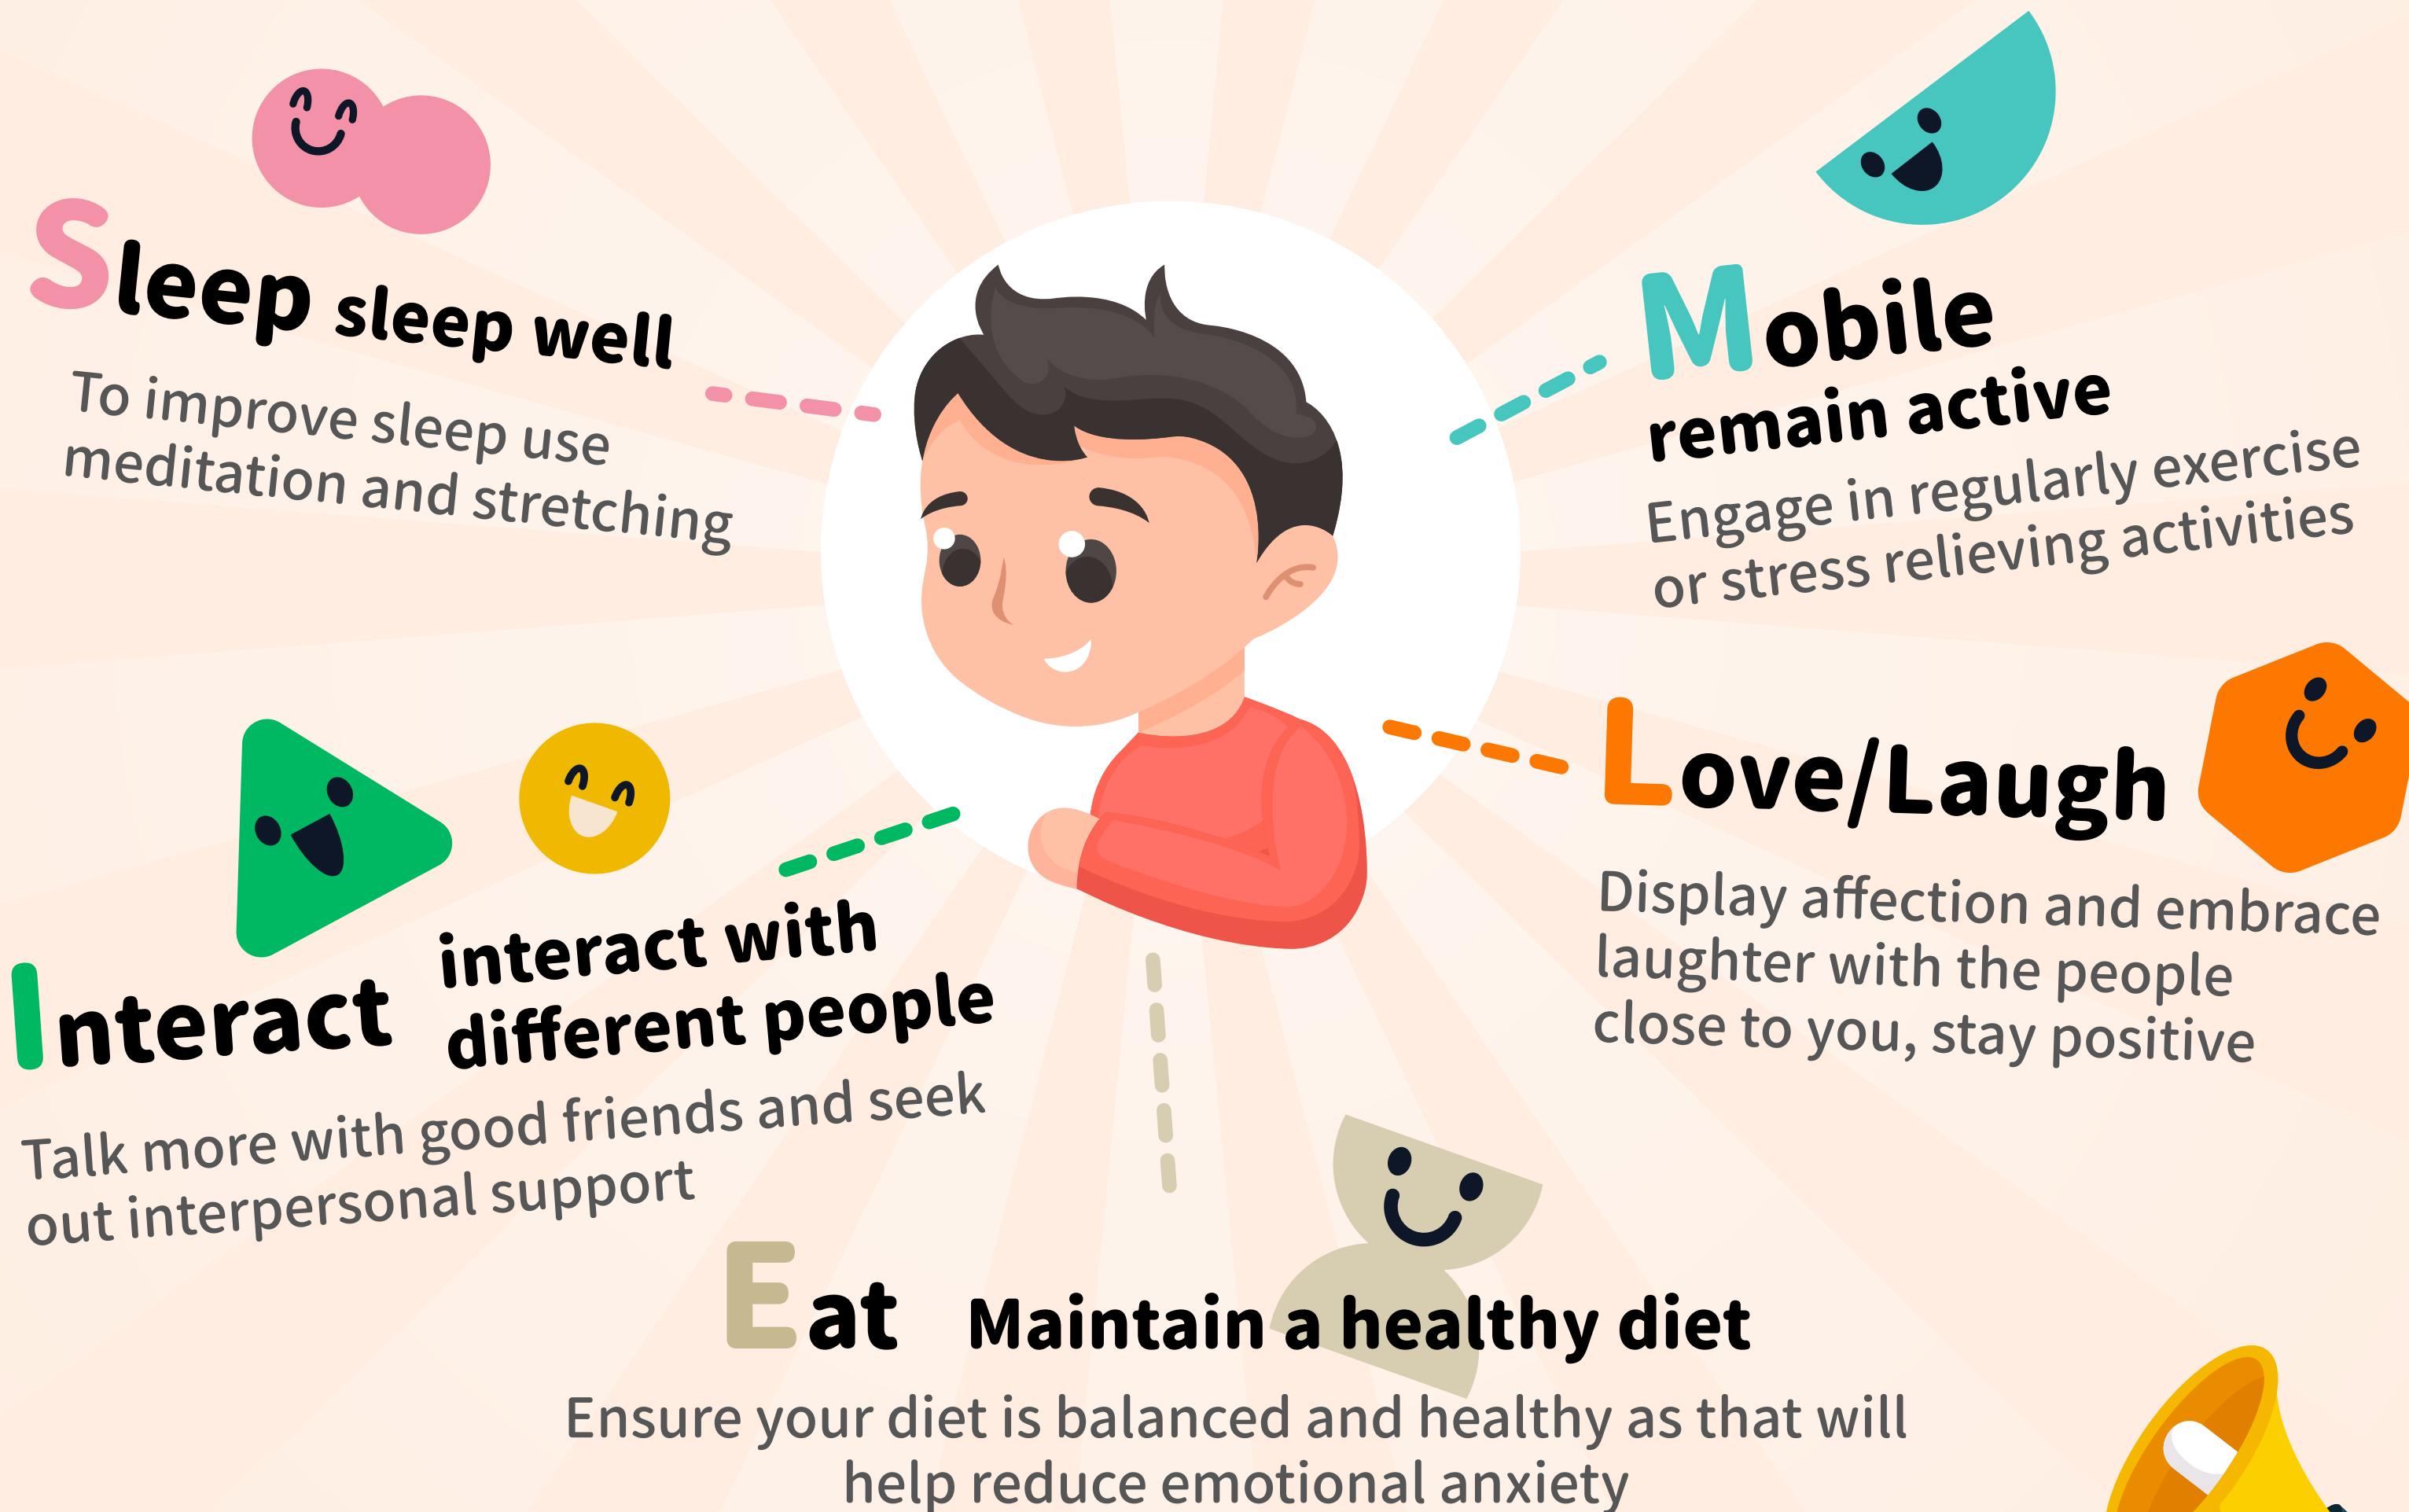 Sleep sleep well
To improve sleep use
meditation and stretching
Mobile
remain active
Engage in regularly exercise
or stress relieving activities
Interact
interact with
different people
Talk more with good friends and seek
out interpersonal support
Love/Laugh
Display affection and embrace
laughter with the people
close to you, stay positive
Eat Maintain a healthy diet
Ensure your diet is balanced and healthy as that will
help reduce emotional anxiety